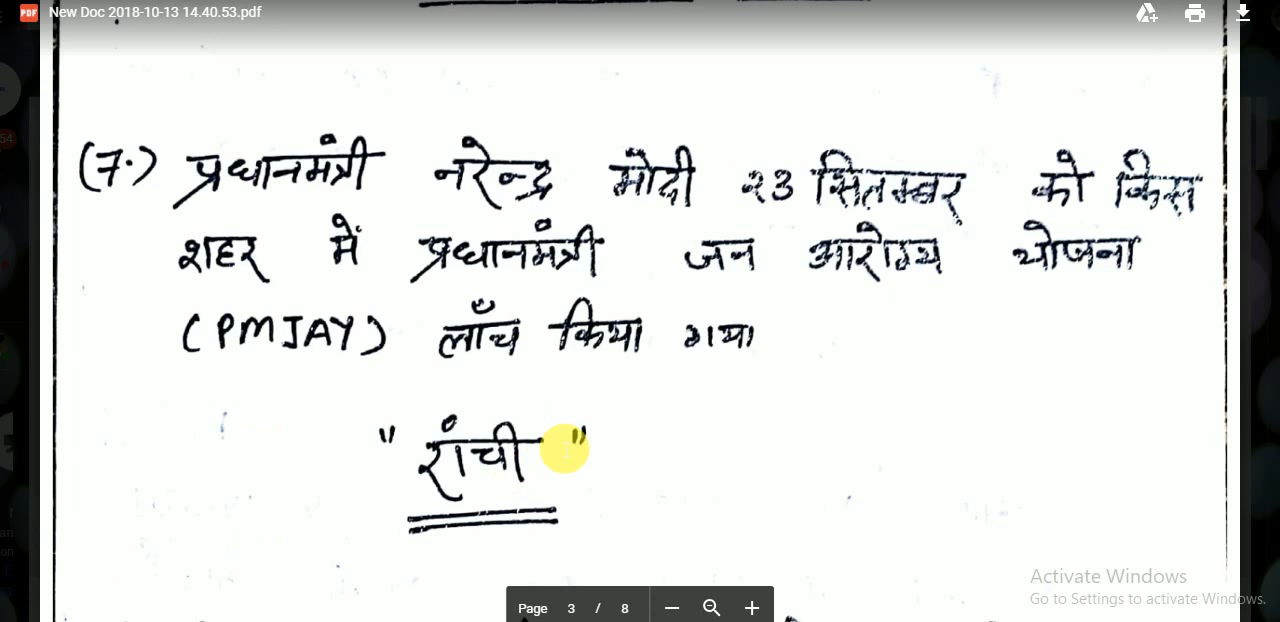 New Doc 2018-10-13 14.40.53.pdf
(7.) प्रधानमंत्री नरेन्द्र मोदी 23 सितम्बर को किस
शहर में प्रधानमंत्री जन आरोग्य योजना
(PMJAY) लाँच किया गया
" रांची "
Activate Windows
Go to Settings to activate Windows.
Page 3 / 8